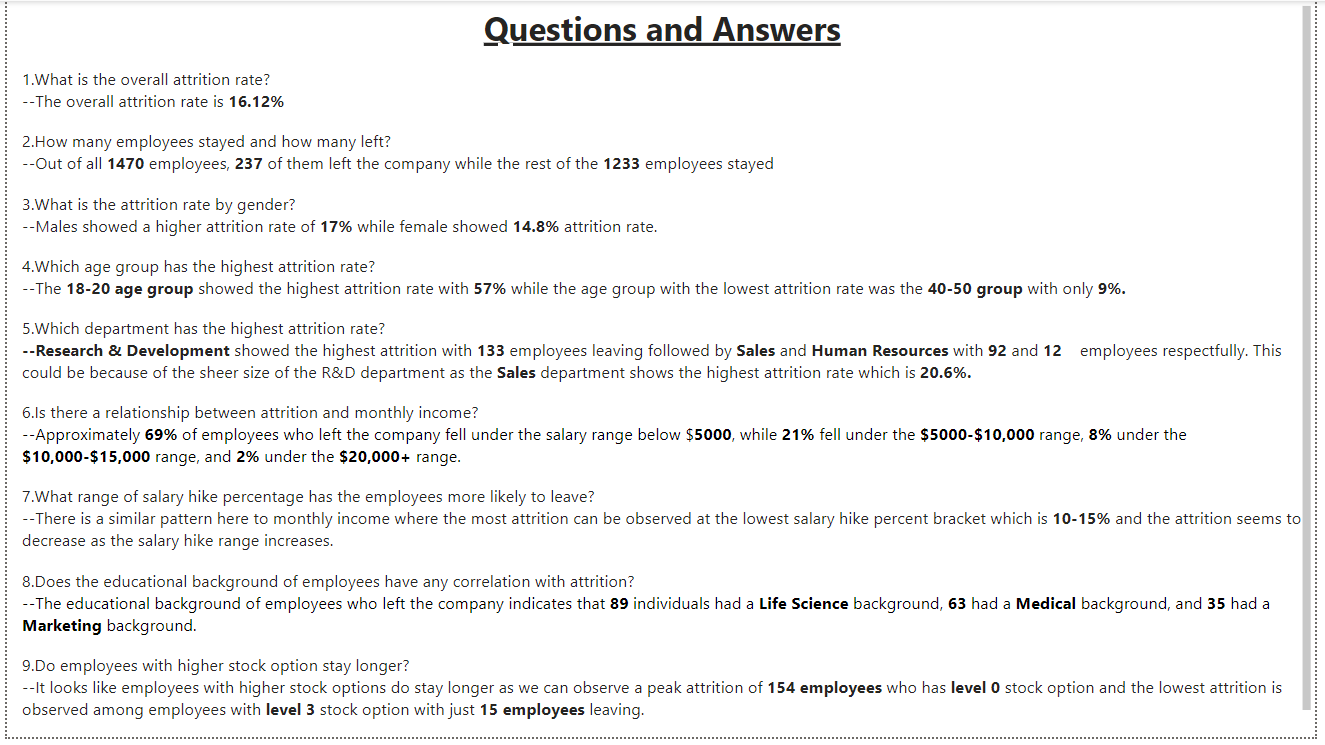 Questions and Answers
1.What is the overall attrition rate?
--The overall attrition rate is 16.12%
2.How many employees stayed and how many left?
--Out of all 1470 employees, 237 of them left the company while the rest of the 1233 employees stayed
3.What is the attrition rate by gender?
--Males showed a higher attrition rate of 17% while female showed 14.8% attrition rate.
4.Which age group has the highest attrition rate?
--The 18-20 age group showed the highest attrition rate with 57% while the age group with the lowest attrition rate was the 40-50 group with only 9%.
5.Which department has the highest attrition rate?
--Research & Development showed the highest attrition with 133 employees leaving followed by Sales and Human Resources with 92 and 12 employees respectfully. This
could be because of the sheer size of the R&D department as the Sales department shows the highest attrition rate which is 20.6%.
6.Is there a relationship between attrition and monthly income?
--Approximately 69% of employees who left the company fell under the salary range below $5000, while 21% fell under the $5000-$10,000 range, 8% under the
$10,000-$15,000 range, and 2% under the $20,000+ range.
7.What range of salary hike percentage has the employees more likely to leave?
--There is a similar pattern here to monthly income where the most attrition can be observed at the lowest salary hike percent bracket which is 10-15% and the attrition seems to
decrease as the salary hike range increases.
8.Does the educational background of employees have any correlation with attrition?
--The educational background of employees who left the company indicates that 89 individuals had a Life Science background, 63 had a Medical background, and 35 had a
Marketing background.
9.Do employees with higher stock option stay longer?
--It looks like employees with higher stock options do stay longer as we can observe a peak attrition of 154 employees who has level 0 stock option and the lowest attrition is
observed among employees with level 3 stock option with just 15 employees leaving.